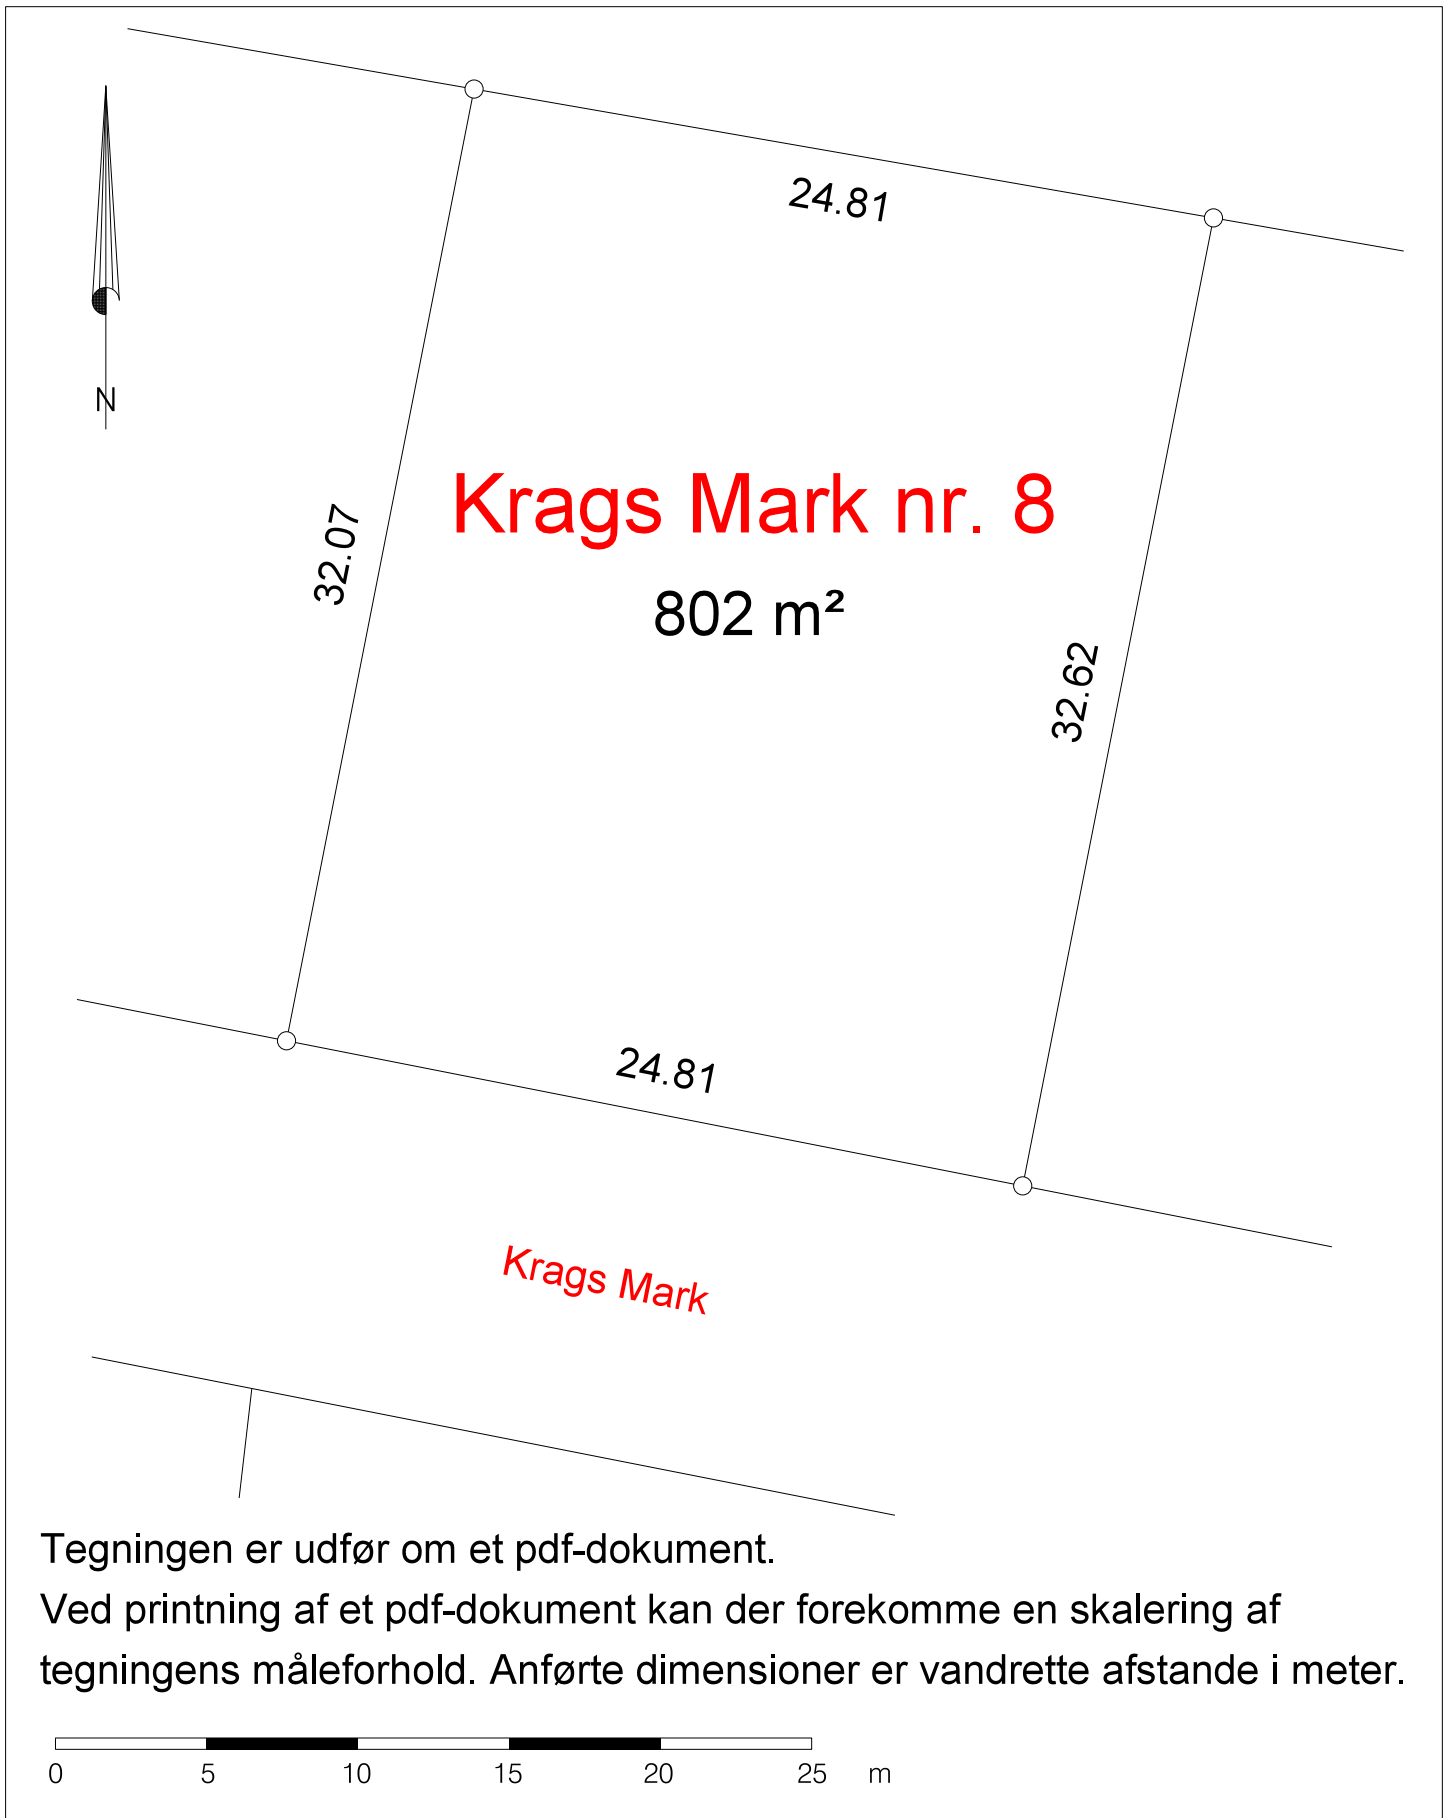 24.81
N
Krags Mark nr. 8
32.07
802 m²
32.62
24.81
Krags Mark
Tegningen er udfør om et pdf-dokument.
Ved printning af et pdf-dokument kan der forekomme en skalering af
tegningens måleforhold. Anførte dimensioner er vandrette afstande i meter.
0 5 10 15 20 25 m